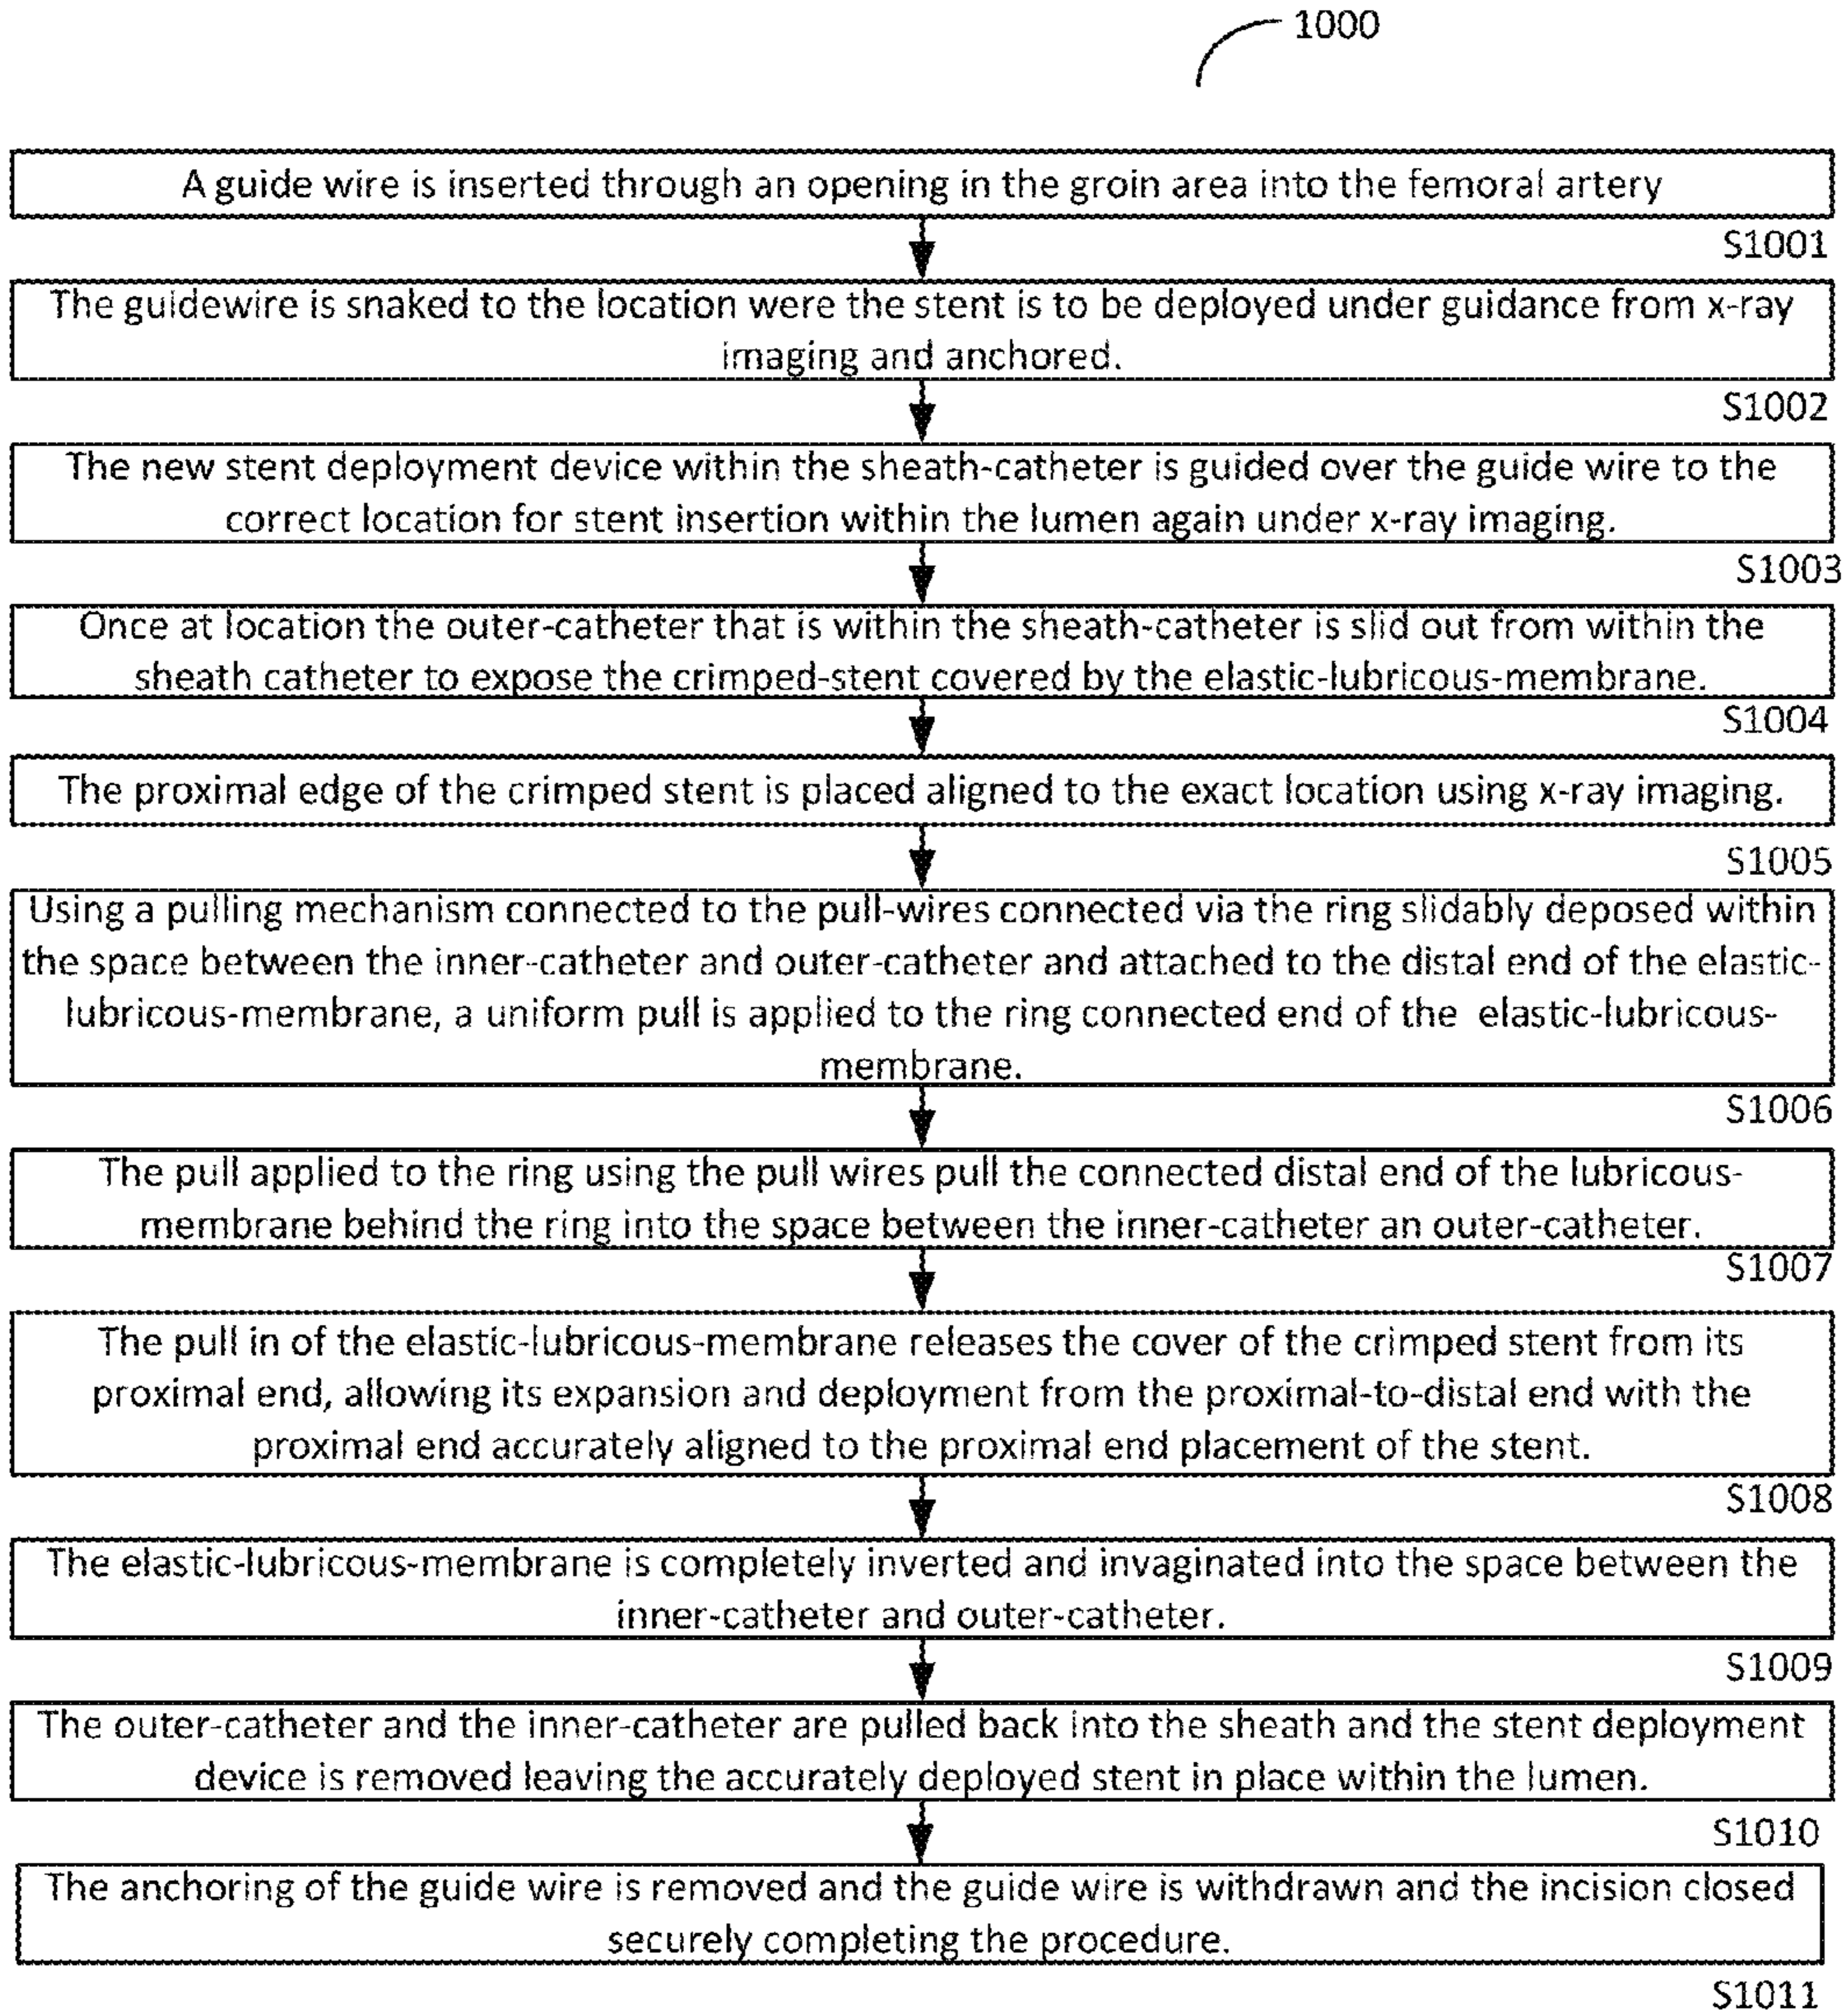 1000
A guide wire is inserted through an opening in the groin area into the femoral artery
S1001
The guidewire is snaked to the location were the stent is to be deployed under guidance from x-ray
imaging and anchored.
S1002
The new stent deployment device within the sheath-catheter is guided over the guide wire to the
correct location for stent insertion within the lumen again under x-ray imaging.
S1003
Once at location the outer-catheter that is within the sheath-catheter is slid out from within the
sheath catheter to expose the crimped-stent covered by the elastic-lubricous-membrane.
S1004
The proximal edge of the crimped stent is placed aligned to the exact location using x-ray imaging.
S1005
Using a pulling mechanism connected to the pull-wires connected via the ring slidably deposed within
the space between the inner-catheter and outer-catheter and attached to the distal end of the elastic-
lubricous-membrane, a uniform pull is applied to the ring connected end of the elastic-lubricous-
membrane.
S1006
The pull applied to the ring using the pull wires pull the connected distal end of the lubricous-
membrane behind the ring into the space between the inner-catheter an outer-catheter.
S1007
The pull in of the elastic-lubricous-membrane releases the cover of the crimped stent from its
proximal end, allowing its expansion and deployment from the proximal-to-distal end with the
proximal end accurately aligned to the proximal end placement of the stent.
S1008
The elastic-lubricous-membrane is completely inverted and invaginated into the space between the
inner-catheter and outer-catheter.
S1009
The outer-catheter and the inner-catheter are pulled back into the sheath and the stent deployment
device is removed leaving the accurately deployed stent in place within the lumen.
S1010
The anchoring of the guide wire is removed and the guide wire is withdrawn and the incision closed
securely completing the procedure.
S1011